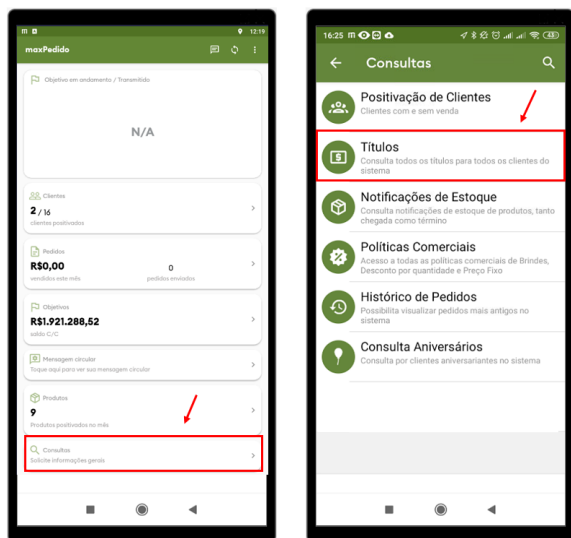 12:19
maxPedido
Objetivo em andamento / Transmitido
N/A
Clientes
2 / 16
clientes positivados
Pedidos
R$0,00
0
vendidos este mês
pedidos enviados
Objetivos
R$1.921.288,52
saldo C/C
Mensagem circular
Toque aqui para ver sua mensagem circular
Produtos
9
Produtos positivados no mês
Consultas
Solicite informações gerais
16:25
Consultas
Positivação de Clientes
Clientes com e sem venda
Títulos
Consulta todos os títulos para todos os clientes do
sistema
Notificações de Estoque
Consulta notificações de estoque de produtos, tanto
chegada como término
Políticas Comerciais
Acesso a todas as políticas comerciais de Brindes,
Desconto por quantidade e Preço Fixo
Histórico de Pedidos
Possibilita visualizar pedidos mais antigos no
sistema
Consulta Aniversários
Consulta por clientes aniversariantes no sistema